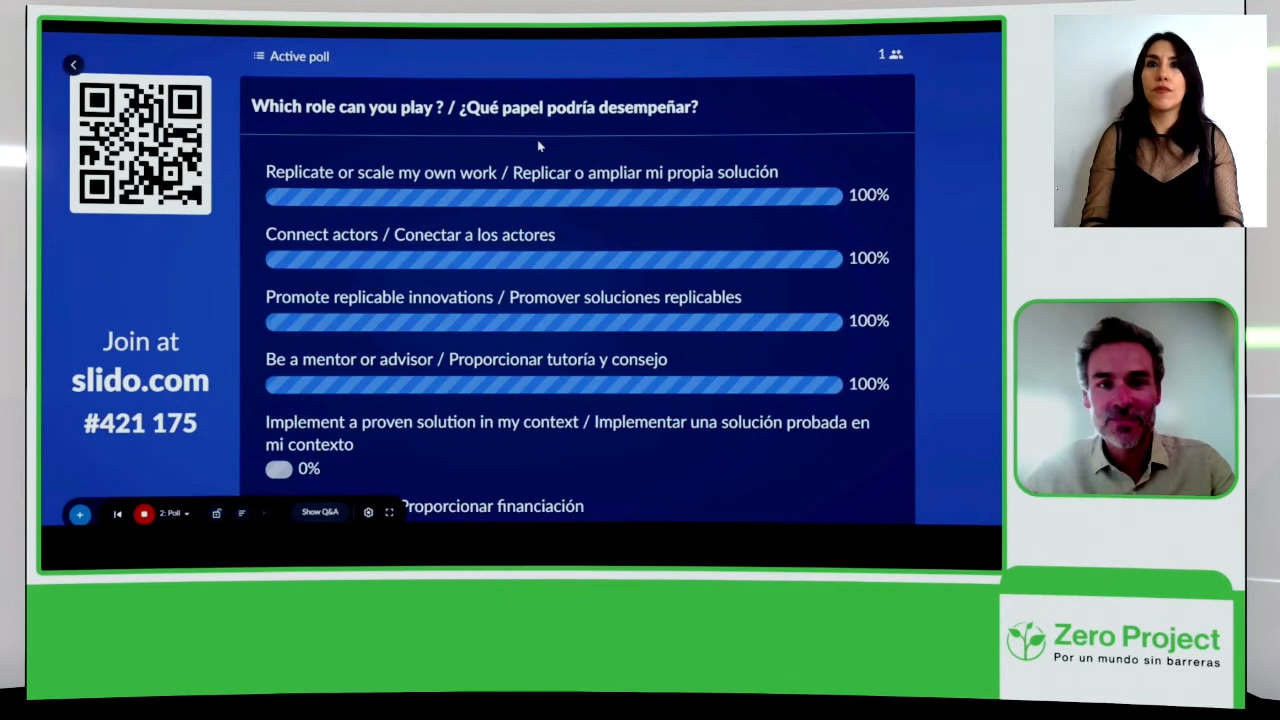 Active poll
1
Which role can you play ? / ¿Qué papel podría desempeñar?
Replicate or scale my own work / Replicar o ampliar mi propia solución
100%
Connect actors / Conectar a los actores
100%
Promote replicable innovations / Promover soluciones replicables
100%
Be a mentor or advisor / Proporcionar tutoría y consejo
100%
Implement a proven solution in my context / Implementar una solución probada en
mi contexto
0%
Proporcionar financiación
Join at
slido.com
#421 175
2: Poll
Show Q&A
Zero Project
Por un mundo sin barreras